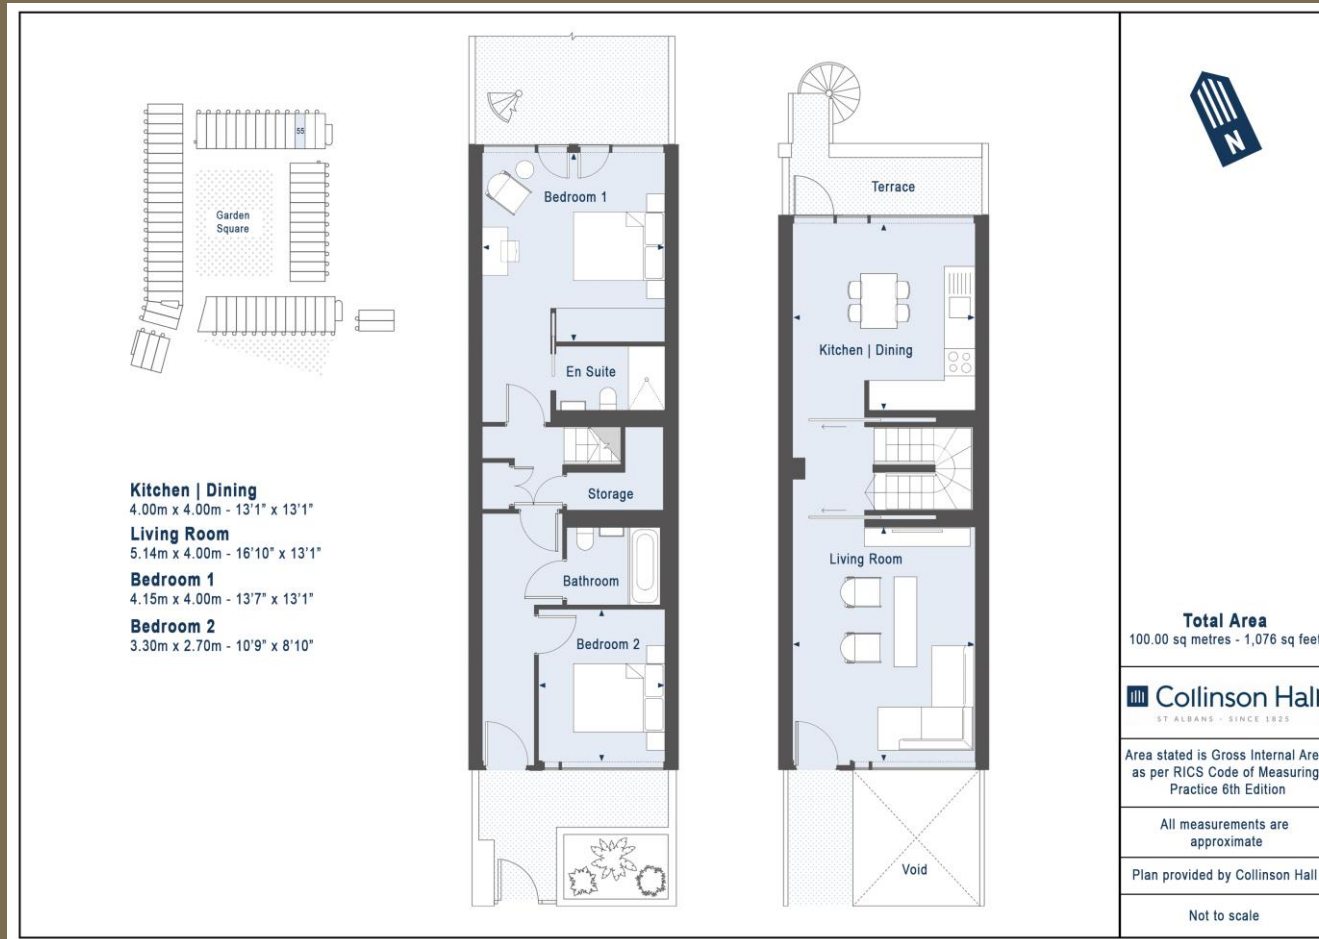 55
Garden
Square
Kitchen | Dining
4.00m x 4.00m - 13'1" x 13'1"
Living Room
5.14m x 4.00m - 16'10" x 13'1"
Bedroom 1
4.15m x 4.00m - 13'7" x 13'1"
Bedroom 2
3.30m x 2.70m - 10'9" x 8'10"
Bedroom 1
En Suite
Storage
Bathroom
Bedroom 2
Terrace
Kitchen | Dining
Living Room
Void
N
Total Area
100.00 sq metres - 1,076 sq feet
Collinson Hall
ST ALBANS - SINCE 1825
Area stated is Gross Internal Are
as per RICS Code of Measuring
Practice 6th Edition
All measurements are
approximate
Plan provided by Collinson Hall
Not to scale